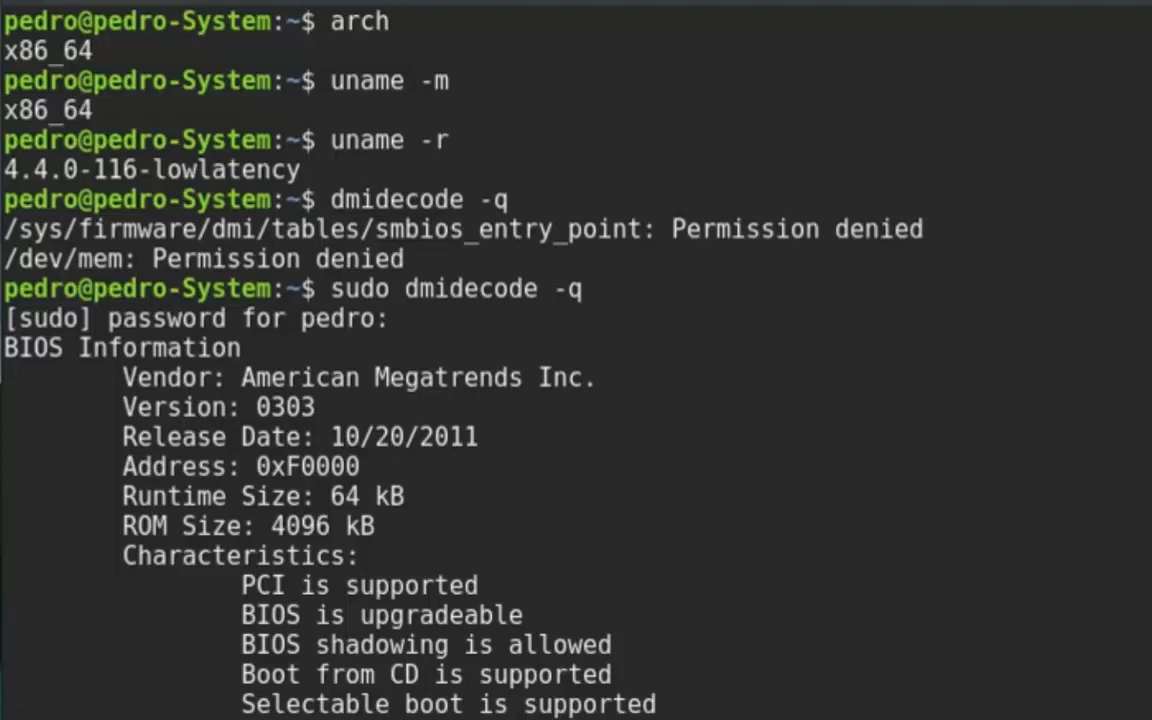 pedro@pedro-System:~$ arch
x86_64
pedro@pedro-System:~$ uname -m
x86_64
pedro@pedro-System:~$ uname -r
4.4.0-116-lowlatency
pedro@pedro-System:~$ dmidecode -q
/sys/firmware/dmi/tables/smbios_entry_point: Permission denied
/dev/mem: Permission denied
pedro@pedro-System:~$ sudo dmidecode -q
[sudo] password for pedro:
BIOS Information
Vendor: American Megatrends Inc.
Version: 0303
Release Date: 10/20/2011
Address: 0xF0000
Runtime Size: 64 kB
ROM Size: 4096 kB
Characteristics:
PCI is supported
BIOS is upgradeable
BIOS shadowing is allowed
Boot from CD is supported
Selectable boot is supported